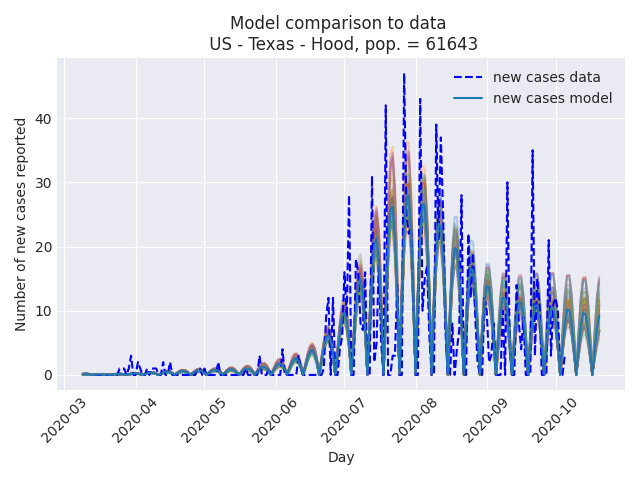 Model comparison to data
US - Texas - Hood, pop. = 61643
new cases data
new cases model
Number of new cases reported
40
30
20
10
0
2020-03
2020-04
2020-05
2020-06
2020-07
2020-08
2020-09
2020-10
Day